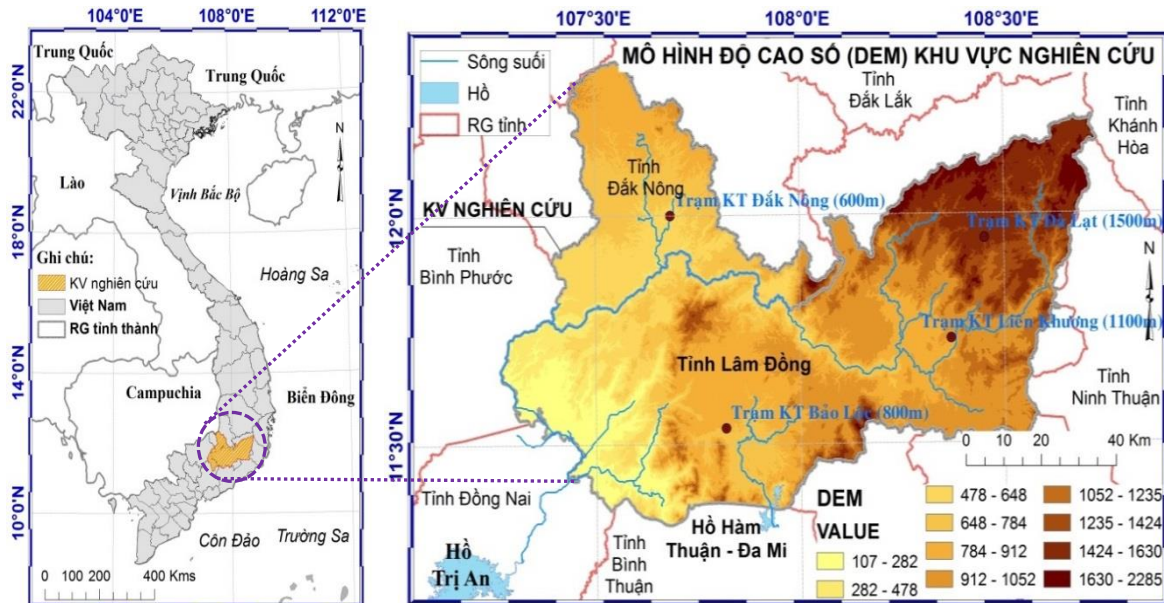 104°0'E
108°0'E
112°0'E
22°0'N
18°0'N
14°0'N
10°0'N
Trung Quốc
Trung Quốc
N
Lào
Vịnh Bắc Bộ
Hoàng Sa
Ghi chú:
KV nghiên cứu
Việt Nam
RG tỉnh thành
Campuchia
Biển Đông
Côn Đảo
Trường Sa
0 100 200 400 Kms
107°30'E
108°0'E
108°30'E
12°0'N
11°30'N
MÔ HÌNH ĐỘ CAO SỐ (DEM) KHU VỰC NGHIÊN CỨU
Sông suối
Hồ
RG tỉnh
Tỉnh
Đắk Lắk
Tỉnh
Khánh
Hòa
Tỉnh
Đắk Nông
Trạm KT Đắk Nông (600m)
KV NGHIÊN CỨU
Trạm KT Đà Lạt (1500m)
Tỉnh
Bình Phước
N
Trạm KT Liên Khương (1100m)
Tỉnh Lâm Đồng
Tỉnh
Ninh Thuận
Trạm KT Bảo Lộc (800m)
0 10 20 40 Km
Tỉnh Đồng Nai
Hồ Hàm
Thuận - Đa Mi
Hồ
Trị An
Tỉnh
Bình
Thuận
DEM
VALUE
107 - 282
282 - 478
478 - 648
648 - 784
784 - 912
912 - 1052
1052 - 1235
1235 - 1424
1424 - 1630
1630 - 2285